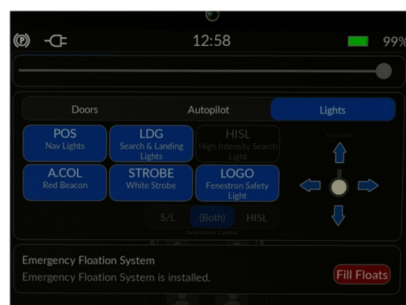 (P) 12:58 99%
Doors Autopilot Lights
POS LDG HISL
Nav Lights Search & Landing Lights High Intensity Search Light
A.COL STROBE LOGO
Red Beacon White Strobe Fenestron Safety Light
S/L (Both) HISL
Emergency Floation System
Emergency Floation System is installed.
Fill Floats